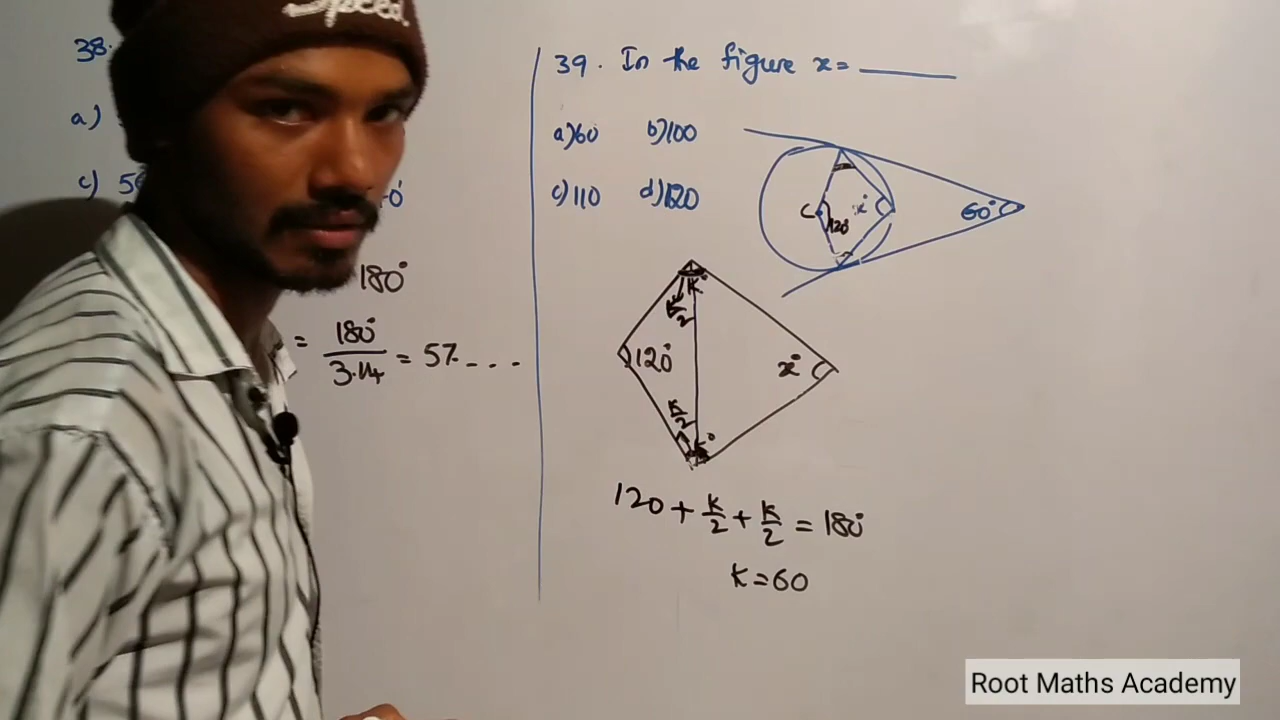 Speed.
38.
a)
c) 5
180°
= 180° / 3.14 = 57- - - -
39. In the figure x= ______
a)60 b)100
c)110 d)120
60°
C 120 x°
K°
K/2
120° x°
K/2
K°
120 + K/2 + K/2 = 180°
K=60
Root Maths Academy